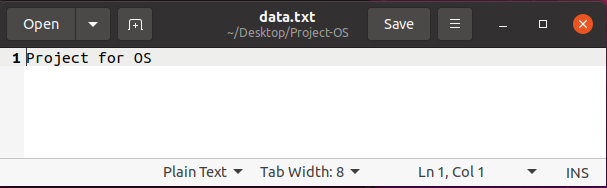 Open
data.txt
~/Desktop/Project-OS
Save
1 Project for OS
Plain Text Tab Width: 8 Ln 1, Col 1 INS